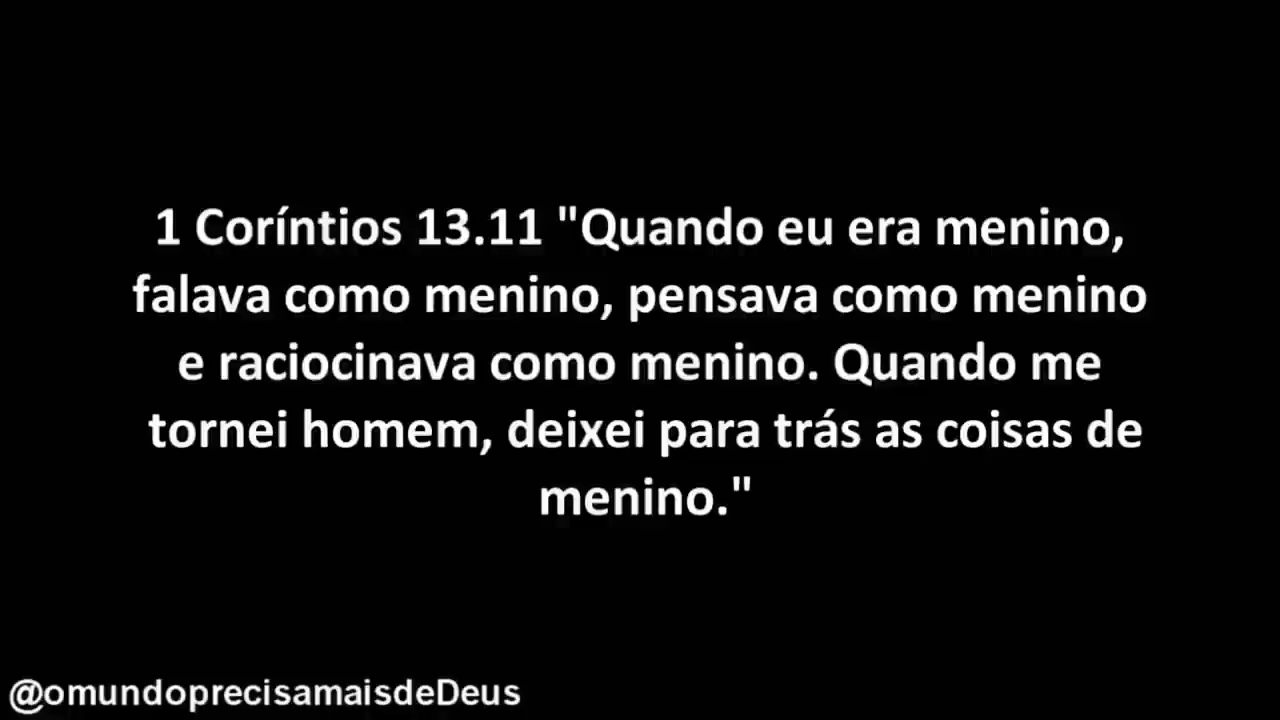 1 Coríntios 13.11 "Quando eu era menino,
falava como menino, pensava como menino
e raciocinava como menino. Quando me
tornei homem, deixei para trás as coisas de
menino."
@omundoprecisamaisdeDeus